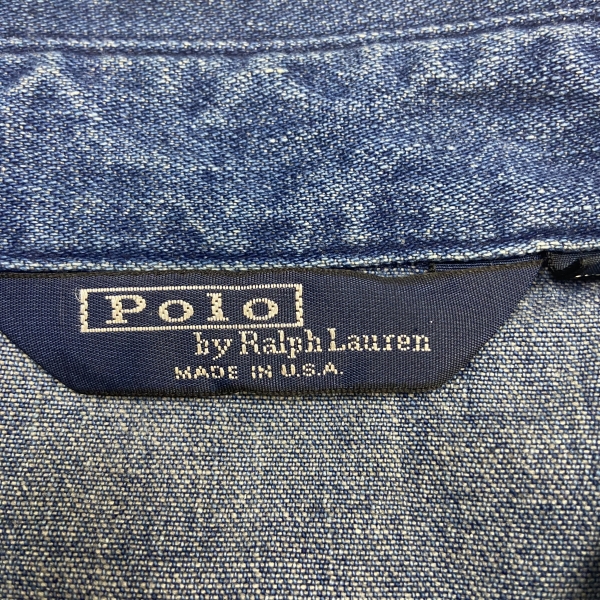 Polo
by Ralph Lauren
MADE IN U.S.A.